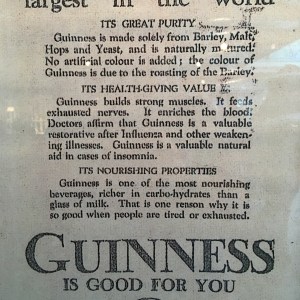 largest in the world
ITS GREAT PURITY
Guinness is made solely from Barley, Malt,
Hops and Yeast, and is naturally matured.
No artificial colour is added; the colour of
Guinness is due to the roasting of the Barley.
ITS HEALTH-GIVING VALUE
Guinness builds strong muscles. It feeds
exhausted nerves. It enriches the blood.
Doctors affirm that Guinness is a valuable
restorative after Influenza and other weaken-
ing illnesses. Guinness is a valuable natural
aid in cases of insomnia.
ITS NOURISHING PROPERTIES
Guinness is one of the most nourishing
beverages, richer in carbo-hydrates than a
glass of milk. That is one reason why it is
so good when people are tired or exhausted.
GUINNESS
IS GOOD FOR YOU